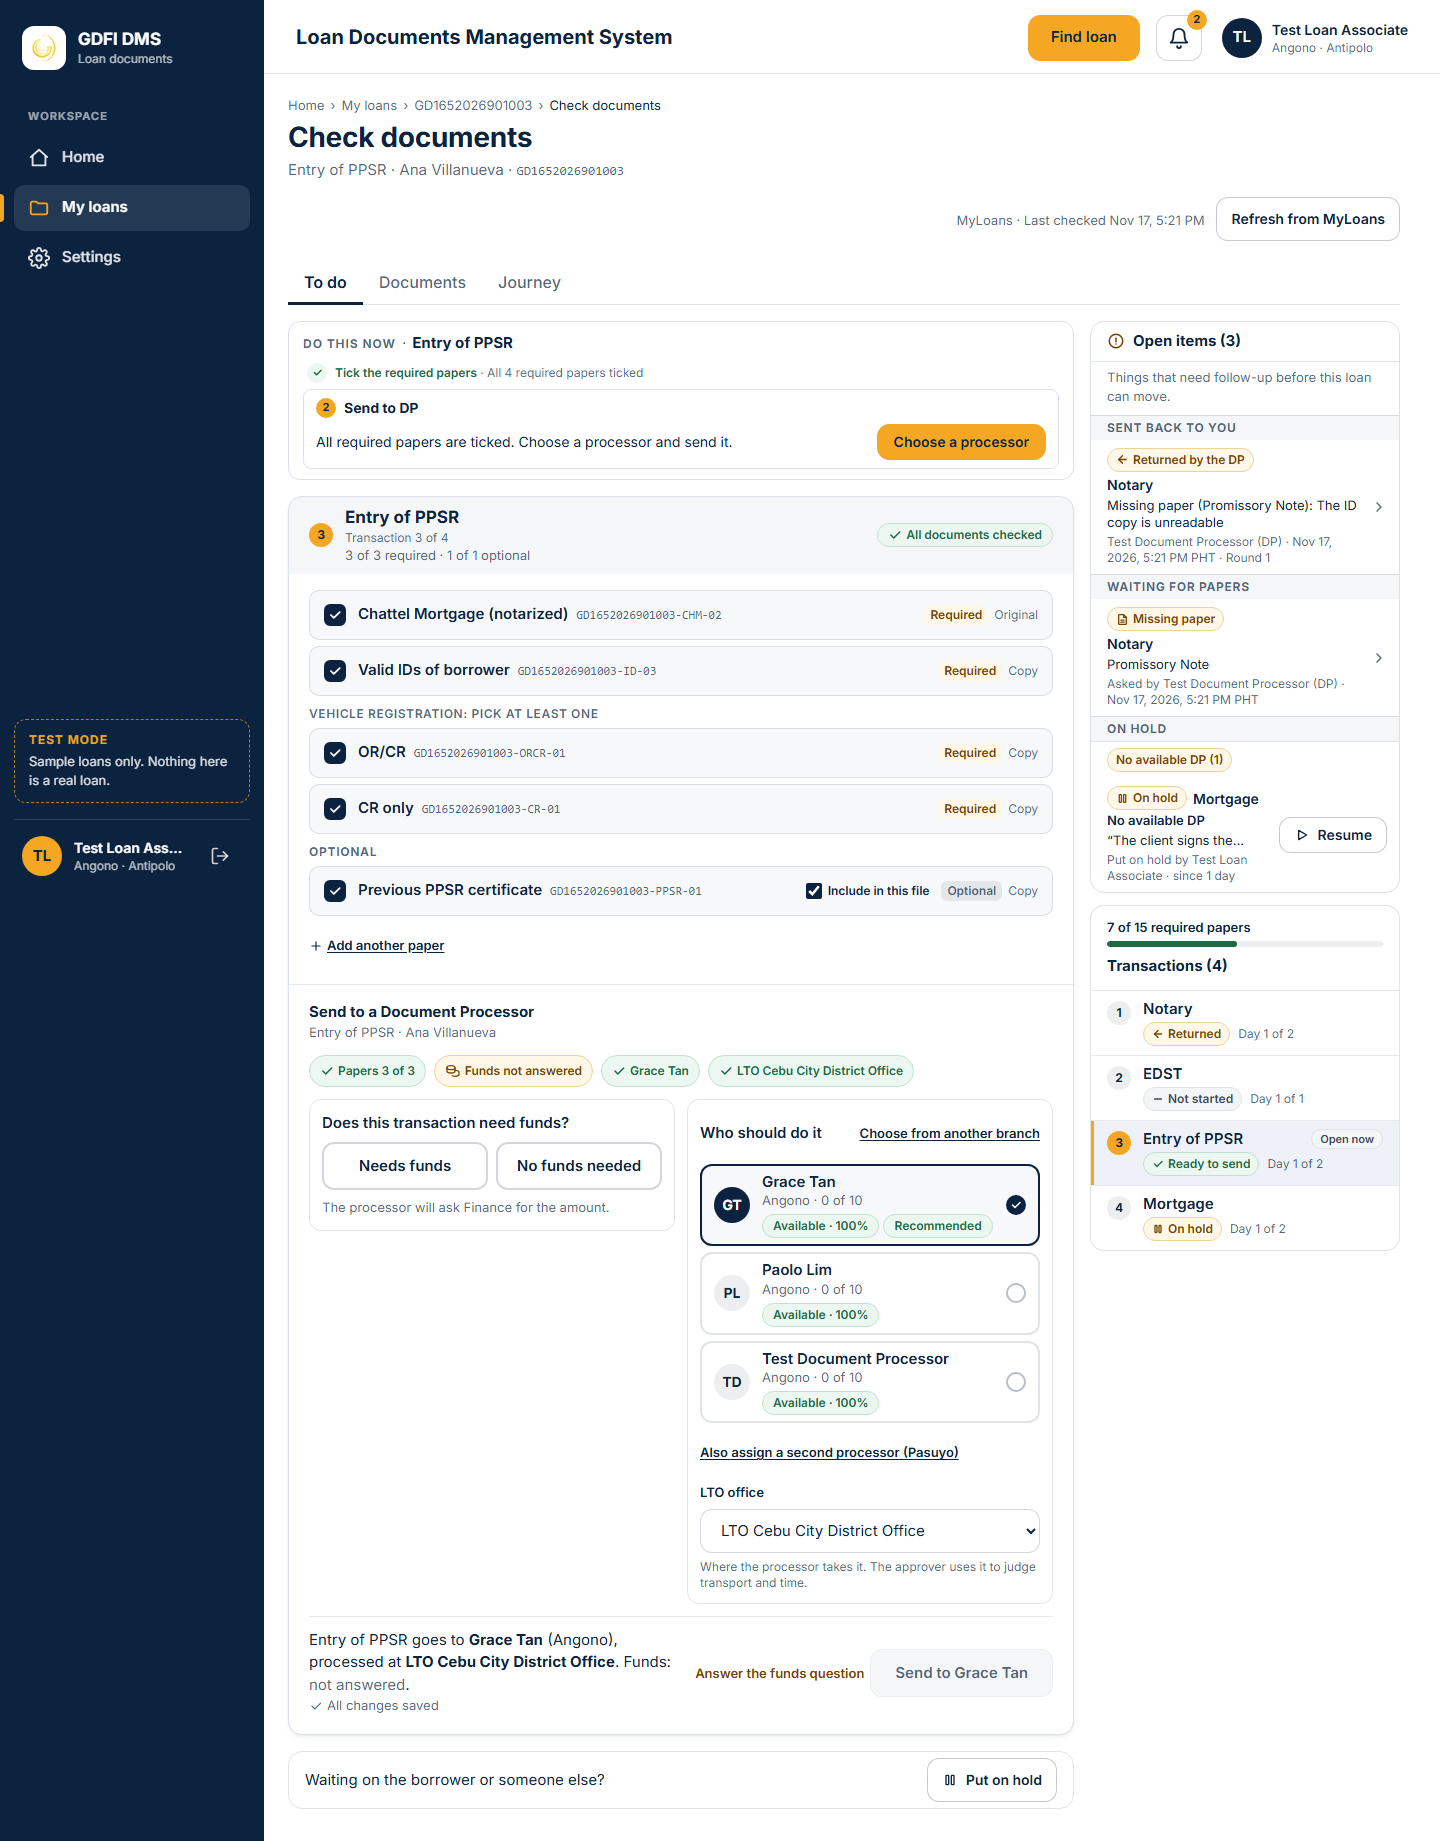 GDFI DMS
Loan documents
WORKSPACE
Home
My loans
Settings
TEST MODE
Sample loans only. Nothing here
is a real loan.
TL
Test Loan Ass...
Angono · Antipolo
Loan Documents Management System
Find loan
2
TL
Test Loan Associate
Angono · Antipolo
Home › My loans › GD1652026901003 › Check documents
Check documents
Entry of PPSR · Ana Villanueva · GD1652026901003
MyLoans · Last checked Nov 17, 5:21 PM
Refresh from MyLoans
To do
Documents
Journey
DO THIS NOW · Entry of PPSR
Tick the required papers · All 4 required papers ticked
2 Send to DP
All required papers are ticked. Choose a processor and send it.
Choose a processor
3
Entry of PPSR
Transaction 3 of 4
3 of 3 required · 1 of 1 optional
All documents checked
Chattel Mortgage (notarized) GD1652026901003-CHM-02 Required Original
Valid IDs of borrower GD1652026901003-ID-03 Required Copy
VEHICLE REGISTRATION: PICK AT LEAST ONE
OR/CR GD1652026901003-ORCR-01 Required Copy
CR only GD1652026901003-CR-01 Required Copy
OPTIONAL
Previous PPSR certificate GD1652026901003-PPSR-01 Include in this file Optional Copy
+ Add another paper
Send to a Document Processor
Entry of PPSR · Ana Villanueva
Papers 3 of 3
Funds not answered
Grace Tan
LTO Cebu City District Office
Does this transaction need funds?
Needs funds
No funds needed
The processor will ask Finance for the amount.
Who should do it
Choose from another branch
GT
Grace Tan
Angono · 0 of 10
Available · 100%
Recommended
PL
Paolo Lim
Angono · 0 of 10
Available · 100%
TD
Test Document Processor
Angono · 0 of 10
Available · 100%
Also assign a second processor (Pasuyo)
LTO office
LTO Cebu City District Office
Where the processor takes it. The approver uses it to judge
transport and time.
Entry of PPSR goes to Grace Tan (Angono),
processed at LTO Cebu City District Office. Funds:
not answered.
All changes saved
Answer the funds question
Send to Grace Tan
Waiting on the borrower or someone else?
Put on hold
Open items (3)
Things that need follow-up before this loan
can move.
SENT BACK TO YOU
Returned by the DP
Notary
Missing paper (Promissory Note): The ID
copy is unreadable
Test Document Processor (DP) · Nov 17,
2026, 5:21 PM PHT · Round 1
WAITING FOR PAPERS
Missing paper
Notary
Promissory Note
Asked by Test Document Processor (DP) ·
Nov 17, 2026, 5:21 PM PHT
ON HOLD
No available DP (1)
On hold Mortgage
No available DP
“The client signs the...
Put on hold by Test Loan
Associate · since 1 day
Resume
7 of 15 required papers
Transactions (4)
1
Notary
Returned
Day 1 of 2
2
EDST
Not started
Day 1 of 1
3
Entry of PPSR
Open now
Ready to send
Day 1 of 2
4
Mortgage
On hold
Day 1 of 2